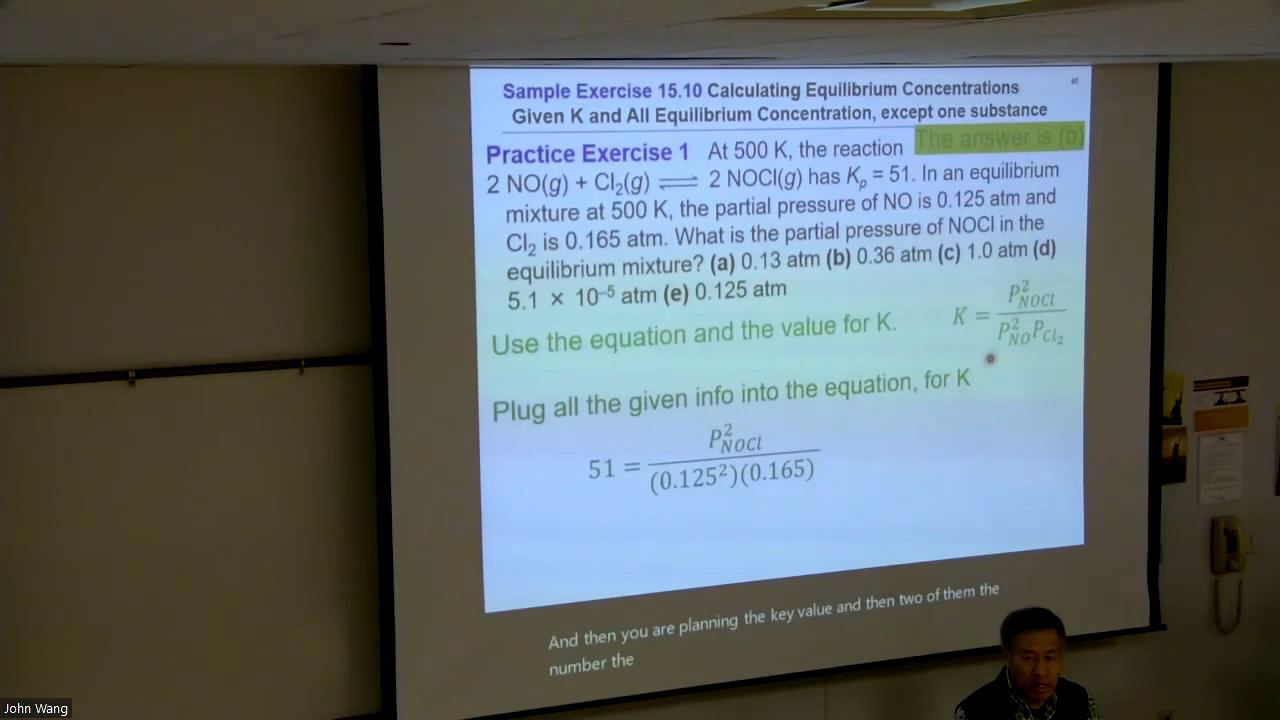 40
Sample Exercise 15.10 Calculating Equilibrium Concentrations
Given K and All Equilibrium Concentration, except one substance
The answer is (b)
Practice Exercise 1 At 500 K, the reaction
2 NO(g) + Cl₂(g) ⇌ 2 NOCl(g) has Kₚ = 51. In an equilibrium
mixture at 500 K, the partial pressure of NO is 0.125 atm and
Cl₂ is 0.165 atm. What is the partial pressure of NOCl in the
equilibrium mixture? (a) 0.13 atm (b) 0.36 atm (c) 1.0 atm (d)
5.1 × 10⁻⁵ atm (e) 0.125 atm
Use the equation and the value for K.
K = P²NOCl / P²NO PCl₂
Plug all the given info into the equation, for K
51 = P²NOCl / (0.125²)(0.165)
And then you are planning the key value and then two of them the
number the
John Wang